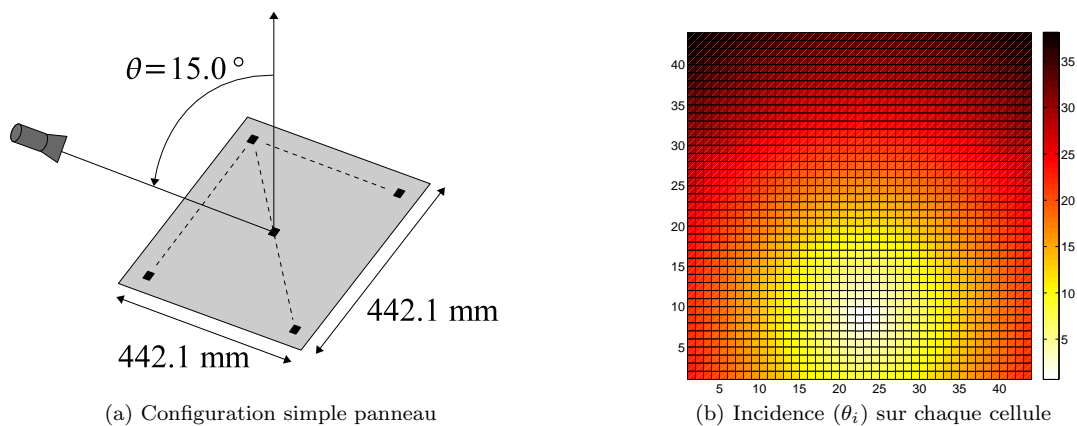 θ=15.0°
442.1 mm
442.1 mm
(a) Configuration simple panneau
40
35
30
25
20
15
10
5
5 10 15 20 25 30 35 40
35
30
25
20
15
10
5
(b) Incidence (θi) sur chaque cellule